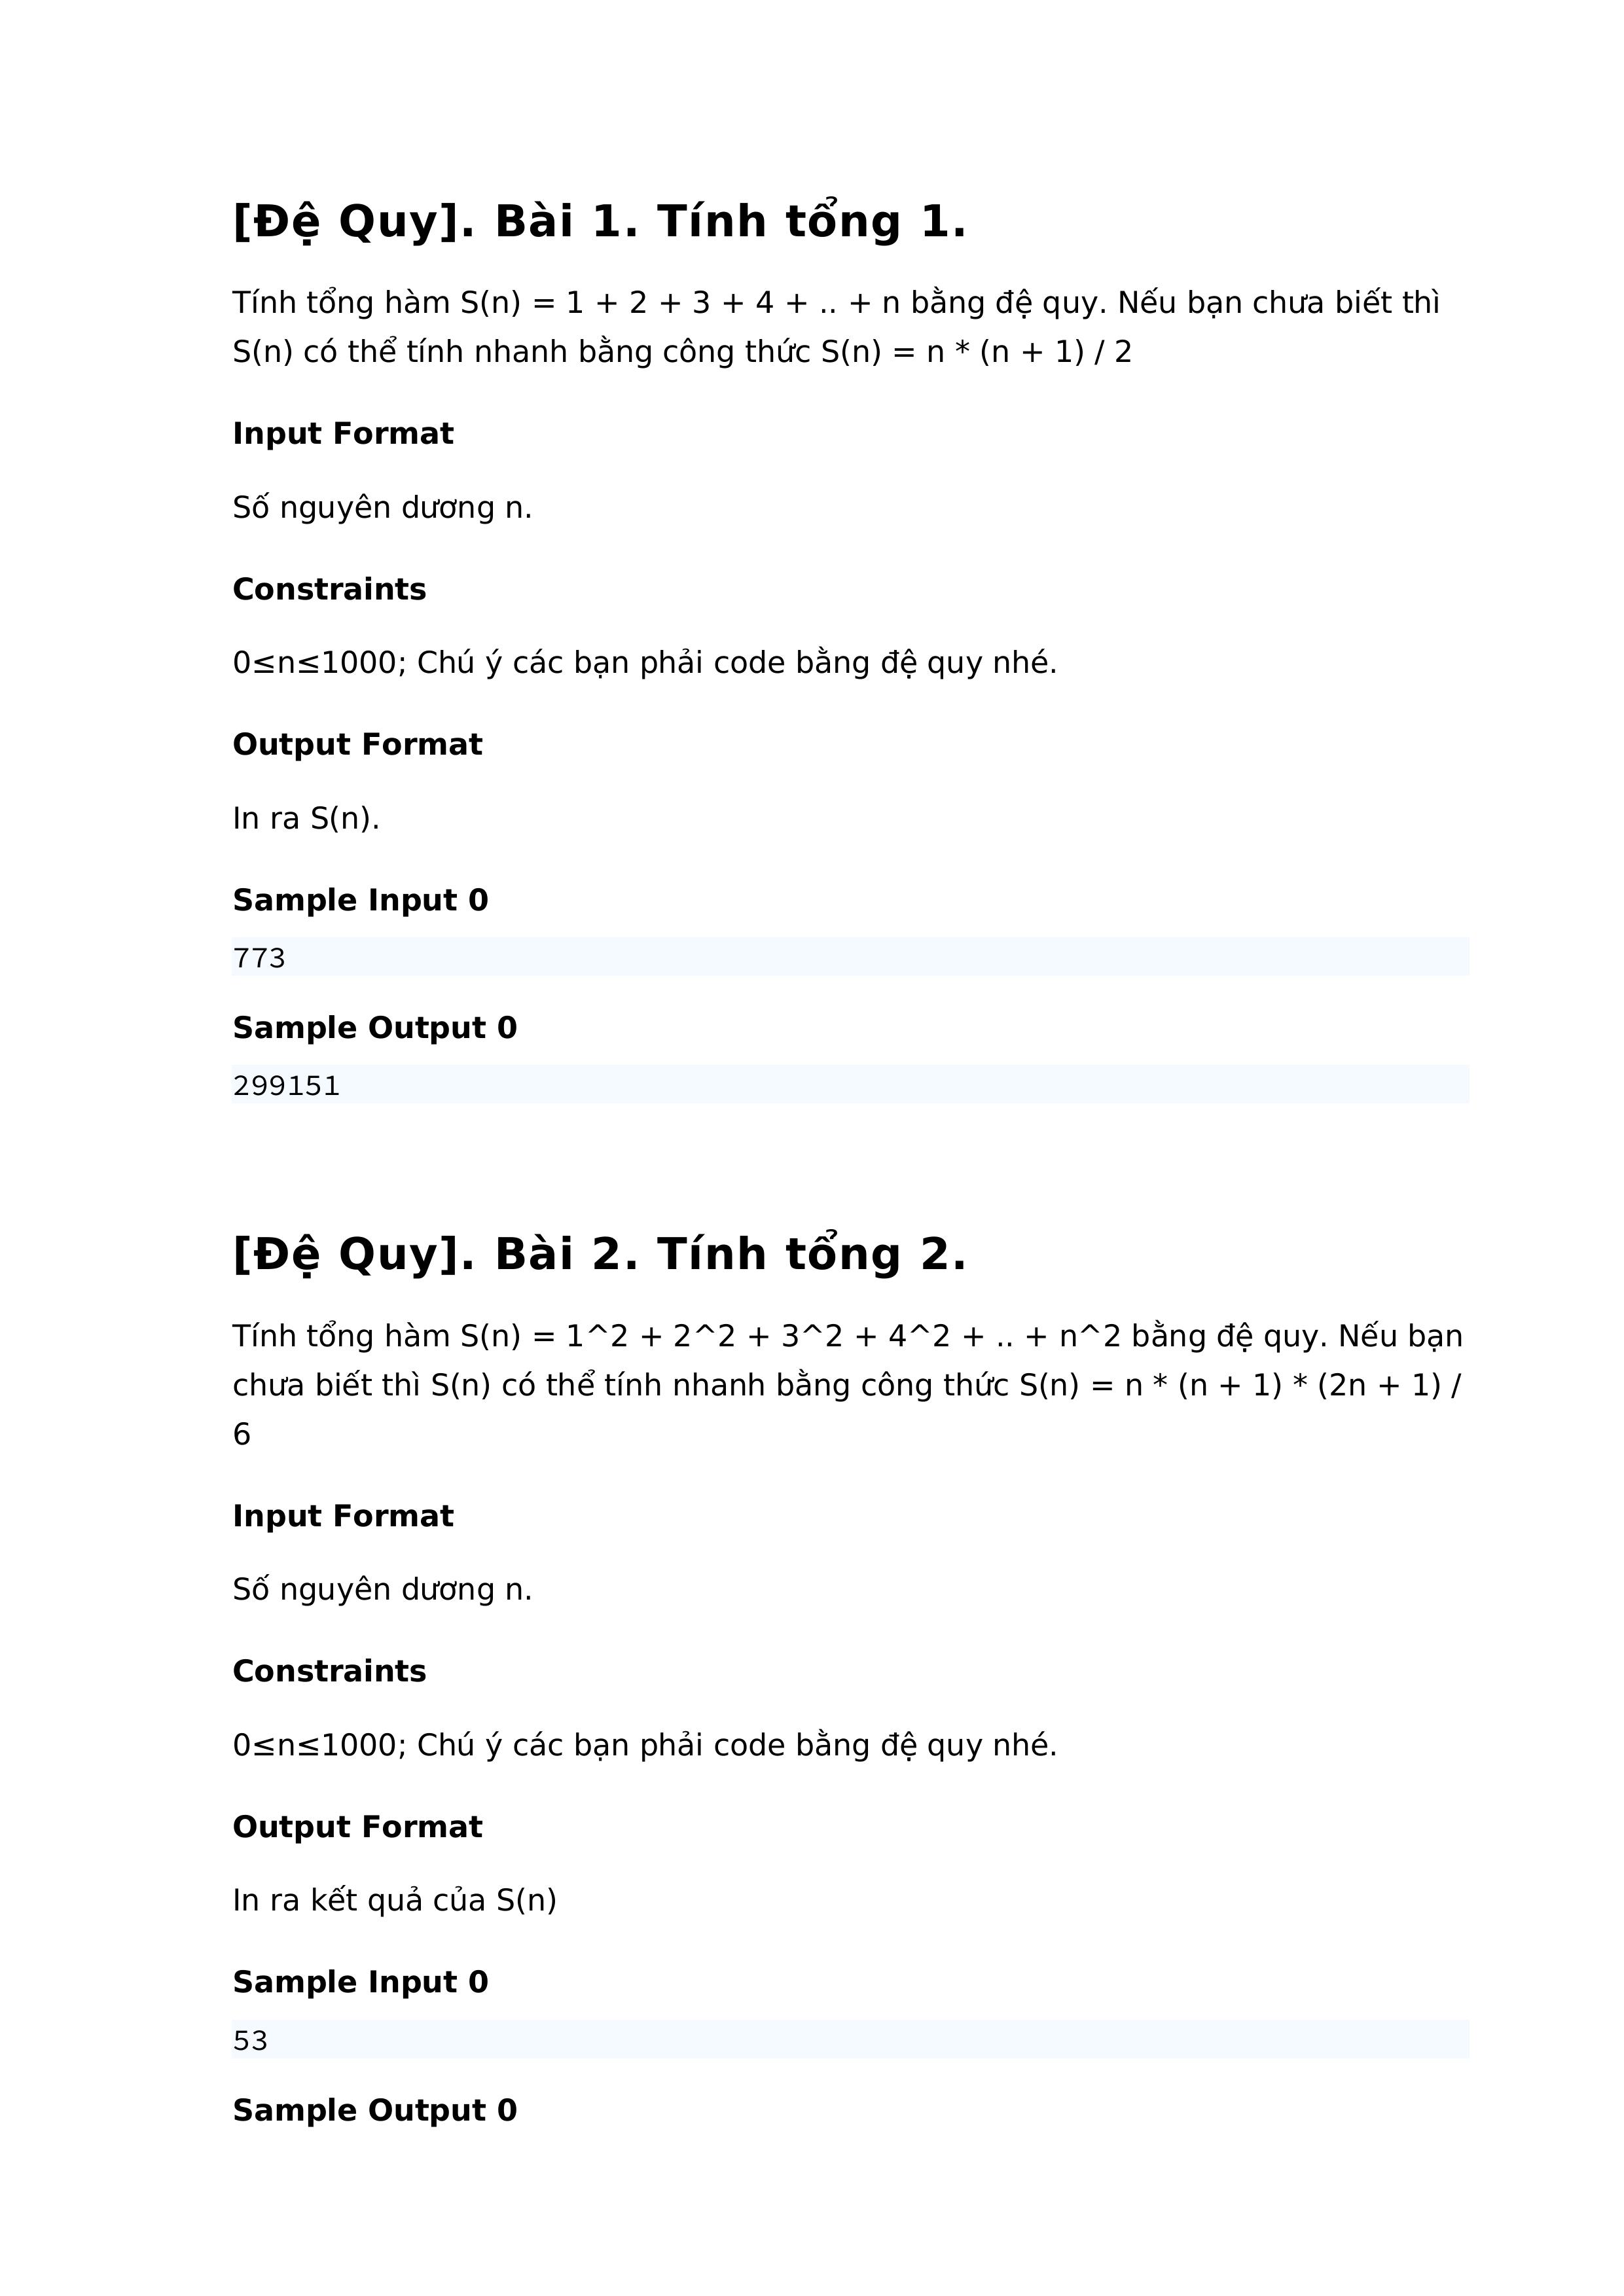 [Đệ Quy]. Bài 1. Tính tổng 1.
Tính tổng hàm S(n) = 1 + 2 + 3 + 4 + .. + n bằng đệ quy. Nếu bạn chưa biết thì
S(n) có thể tính nhanh bằng công thức S(n) = n * (n + 1) / 2
Input Format
Số nguyên dương n.
Constraints
0≤n≤1000; Chú ý các bạn phải code bằng đệ quy nhé.
Output Format
In ra S(n).
Sample Input 0
773
Sample Output 0
299151
[Đệ Quy]. Bài 2. Tính tổng 2.
Tính tổng hàm S(n) = 1^2 + 2^2 + 3^2 + 4^2 + .. + n^2 bằng đệ quy. Nếu bạn
chưa biết thì S(n) có thể tính nhanh bằng công thức S(n) = n * (n + 1) * (2n + 1) /
6
Input Format
Số nguyên dương n.
Constraints
0≤n≤1000; Chú ý các bạn phải code bằng đệ quy nhé.
Output Format
In ra kết quả của S(n)
Sample Input 0
53
Sample Output 0